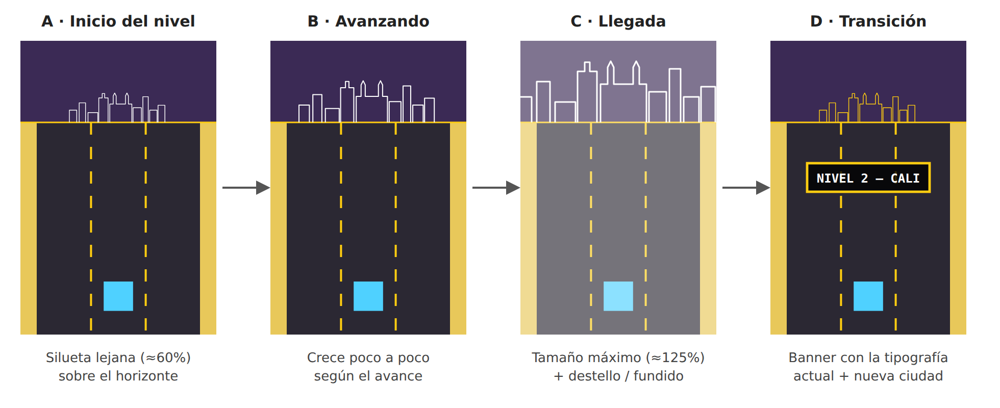 A · Inicio del nivel
B · Avanzando
C · Llegada
D · Transición
NIVEL 2 — CALI
Silueta lejana (≈60%)
sobre el horizonte
Crece poco a poco
según el avance
Tamaño máximo (≈125%)
+ destello / fundido
Banner con la tipografía
actual + nueva ciudad